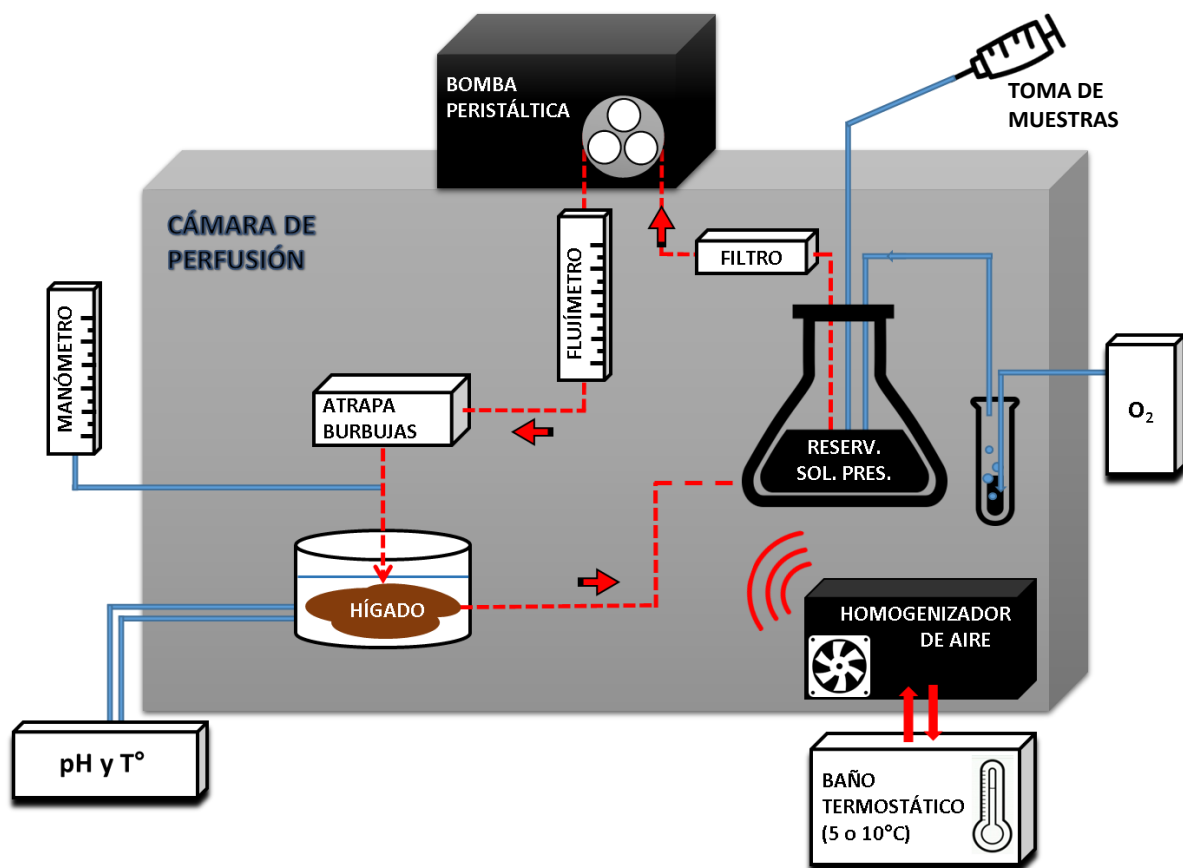 BOMBA
PERISTÁLTICA
TOMA DE
MUESTRAS
CÁMARA DE
PERFUSIÓN
FILTRO
FLUJÍMETRO
MANÓMETRO
ATRAPA
BURBUJAS
O₂
RESERV.
SOL. PRES.
HÍGADO
HOMOGENIZADOR
DE AIRE
pH y T°
BAÑO
TERMOSTÁTICO
(5 o 10°C)